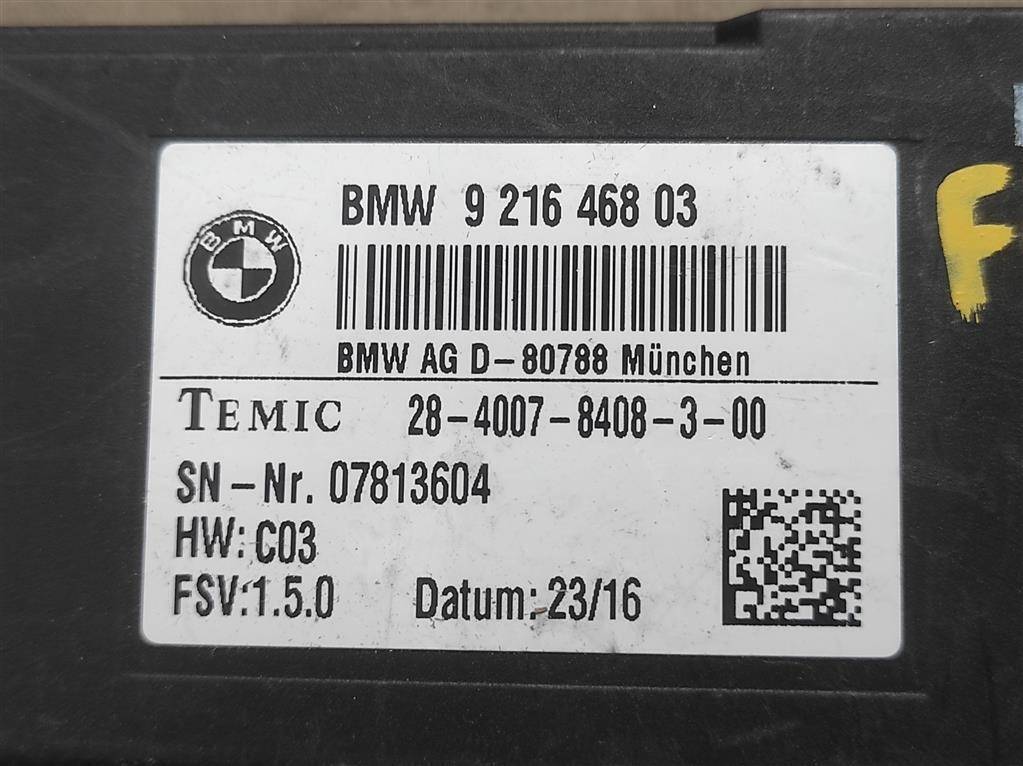 BMW 9 216 468 03
BMW
BMW AG D-80788 München
TEMIC 28-4007-8408-3-00
SN-Nr. 07813604
HW: C03
FSV:1.5.0 Datum: 23/16
F